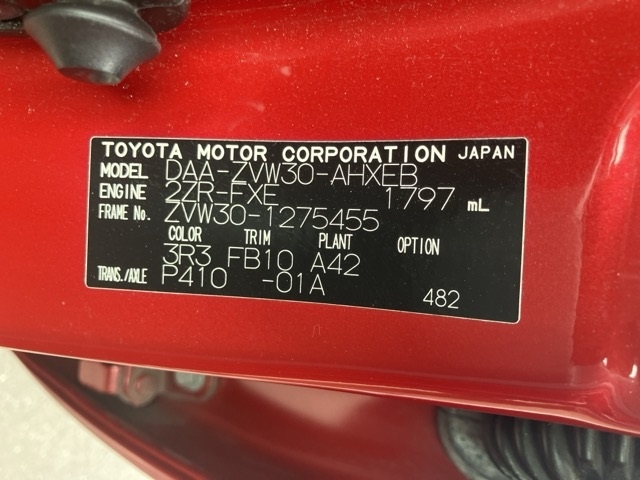 TOYOTA MOTOR CORPORATION JAPAN
MODEL DAA-ZVW30-AHXEB
ENGINE 2ZR-FXE 1797 mL
FRAME No. ZVW30-1275455
COLOR TRIM PLANT OPTION
3R3 FB10 A42
TRANS./AXLE P410 -01A
482